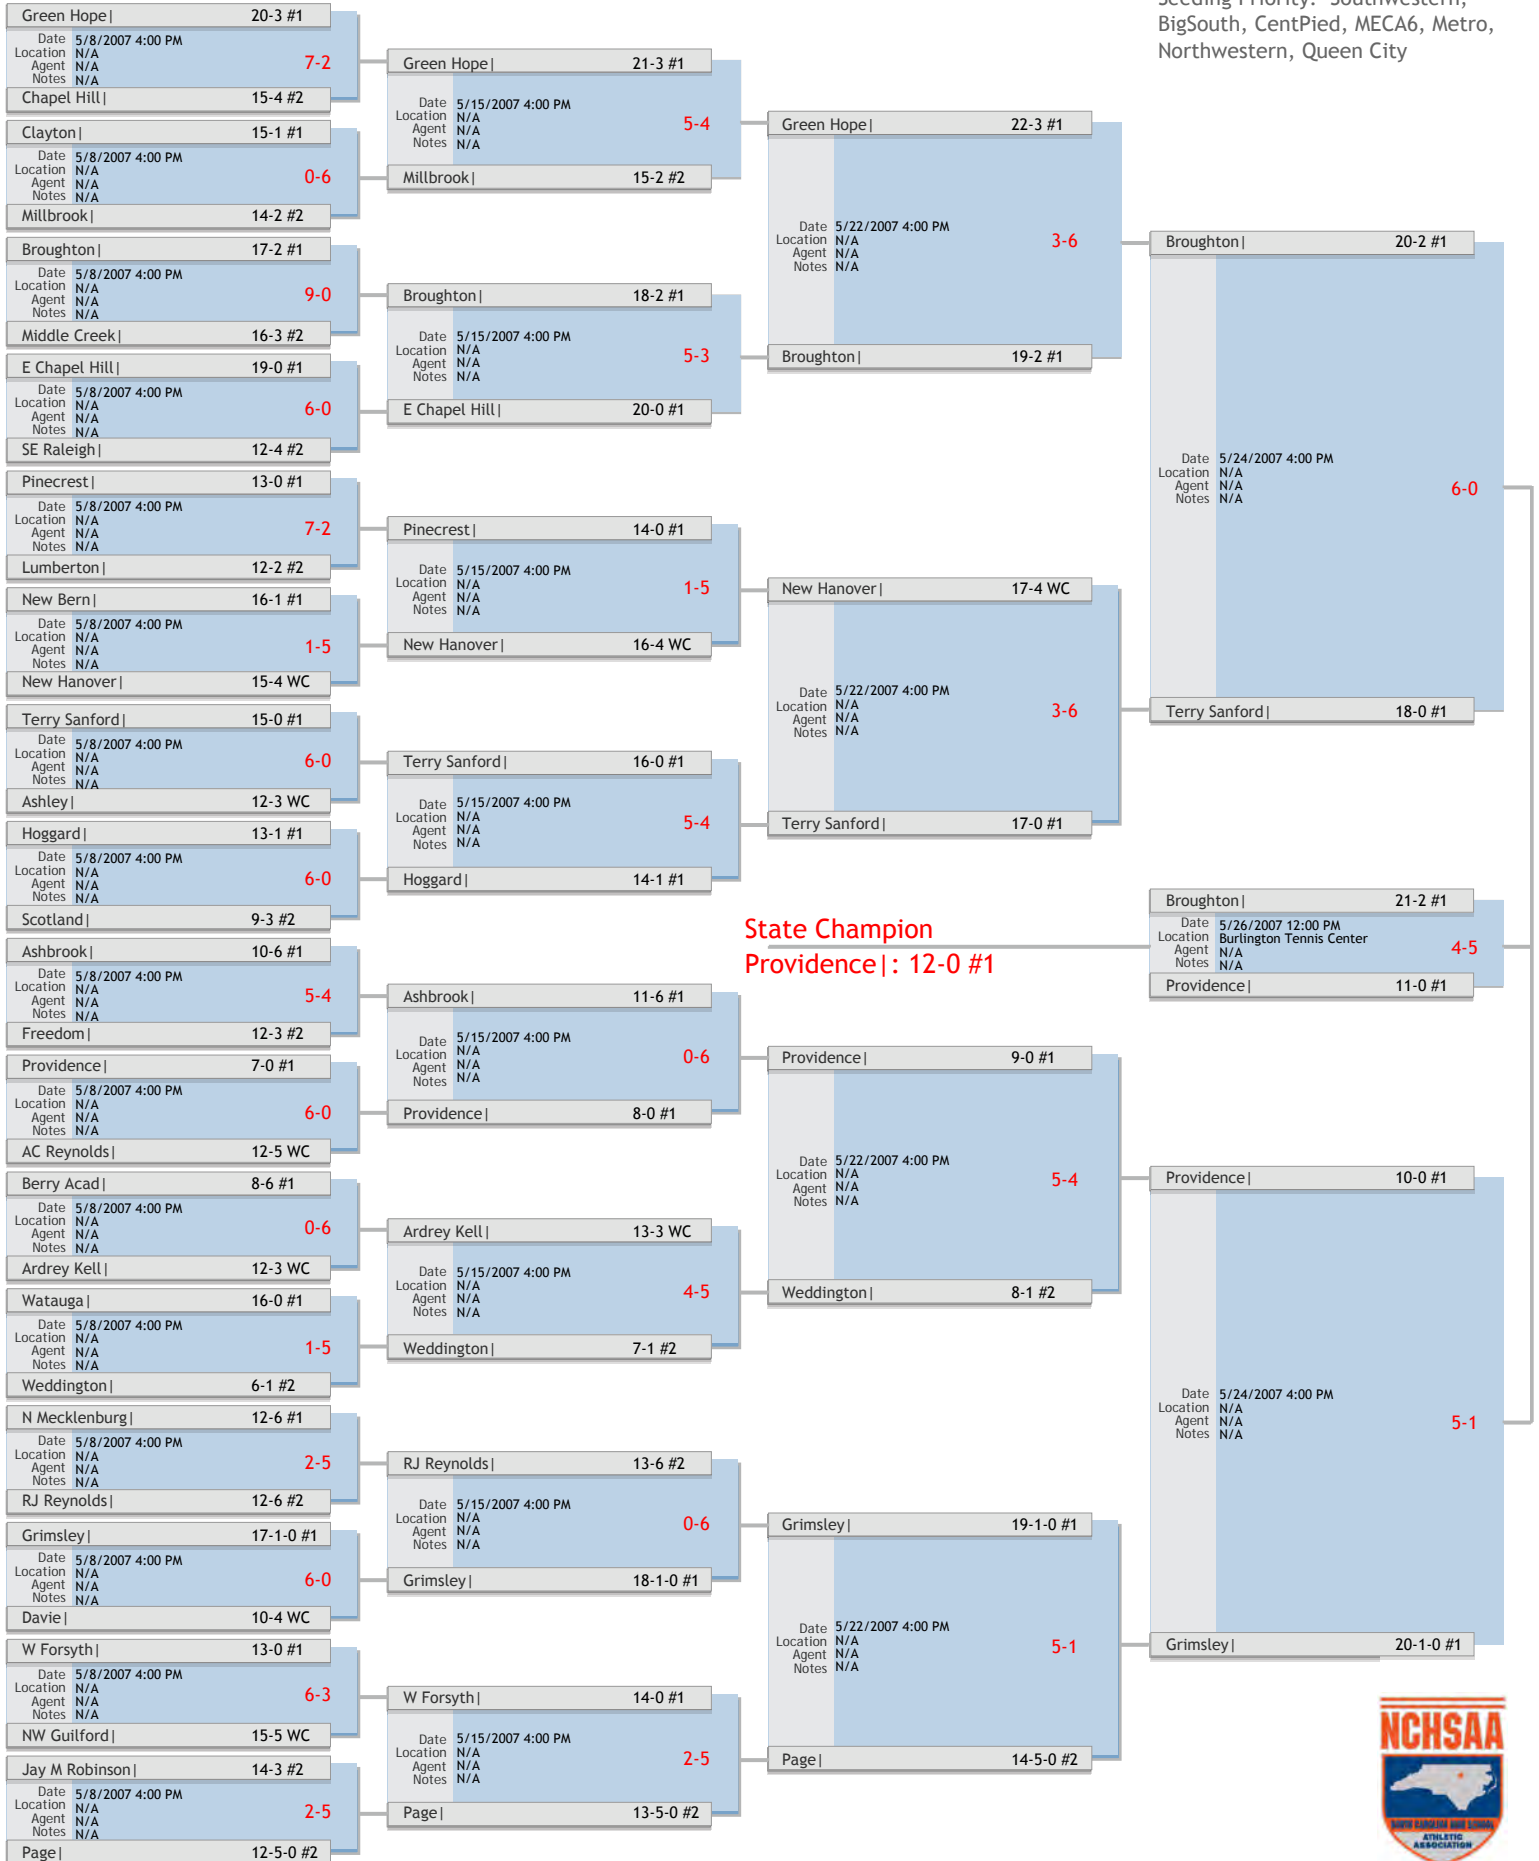 Seeding Priority: Southwestern,
BigSouth, CentPied, MECA6, Metro,
Northwestern, Queen City
Green Hope| 20-3 #1
Date 5/8/2007 4:00 PM
Location N/A
Agent N/A
Notes N/A
7-2
Chapel Hill| 15-4 #2
Clayton| 15-1 #1
Date 5/8/2007 4:00 PM
Location N/A
Agent N/A
Notes N/A
0-6
Millbrook| 14-2 #2
Broughton| 17-2 #1
Date 5/8/2007 4:00 PM
Location N/A
Agent N/A
Notes N/A
9-0
Middle Creek| 16-3 #2
E Chapel Hill| 19-0 #1
Date 5/8/2007 4:00 PM
Location N/A
Agent N/A
Notes N/A
6-0
SE Raleigh| 12-4 #2
Pinecrest| 13-0 #1
Date 5/8/2007 4:00 PM
Location N/A
Agent N/A
Notes N/A
7-2
Lumberton| 12-2 #2
New Bern| 16-1 #1
Date 5/8/2007 4:00 PM
Location N/A
Agent N/A
Notes N/A
1-5
New Hanover| 15-4 WC
Terry Sanford| 15-0 #1
Date 5/8/2007 4:00 PM
Location N/A
Agent N/A
Notes N/A
6-0
Ashley| 12-3 WC
Hoggard| 13-1 #1
Date 5/8/2007 4:00 PM
Location N/A
Agent N/A
Notes N/A
6-0
Scotland| 9-3 #2
Ashbrook| 10-6 #1
Date 5/8/2007 4:00 PM
Location N/A
Agent N/A
Notes N/A
5-4
Freedom| 12-3 #2
Providence| 7-0 #1
Date 5/8/2007 4:00 PM
Location N/A
Agent N/A
Notes N/A
6-0
AC Reynolds| 12-5 WC
Berry Acad| 8-6 #1
Date 5/8/2007 4:00 PM
Location N/A
Agent N/A
Notes N/A
0-6
Ardrey Kell| 12-3 WC
Watauga| 16-0 #1
Date 5/8/2007 4:00 PM
Location N/A
Agent N/A
Notes N/A
1-5
Weddington| 6-1 #2
N Mecklenburg| 12-6 #1
Date 5/8/2007 4:00 PM
Location N/A
Agent N/A
Notes N/A
2-5
RJ Reynolds| 12-6 #2
Grimsley| 17-1-0 #1
Date 5/8/2007 4:00 PM
Location N/A
Agent N/A
Notes N/A
6-0
Davie| 10-4 WC
W Forsyth| 13-0 #1
Date 5/8/2007 4:00 PM
Location N/A
Agent N/A
Notes N/A
6-3
NW Guilford| 15-5 WC
Jay M Robinson| 14-3 #2
Date 5/8/2007 4:00 PM
Location N/A
Agent N/A
Notes N/A
2-5
Page| 12-5-0 #2
Green Hope| 21-3 #1
Date 5/15/2007 4:00 PM
Location N/A
Agent N/A
Notes N/A
5-4
Millbrook| 15-2 #2
Broughton| 18-2 #1
Date 5/15/2007 4:00 PM
Location N/A
Agent N/A
Notes N/A
5-3
E Chapel Hill| 20-0 #1
Pinecrest| 14-0 #1
Date 5/15/2007 4:00 PM
Location N/A
Agent N/A
Notes N/A
1-5
New Hanover| 16-4 WC
Terry Sanford| 16-0 #1
Date 5/15/2007 4:00 PM
Location N/A
Agent N/A
Notes N/A
5-4
Hoggard| 14-1 #1
Ashbrook| 11-6 #1
Date 5/15/2007 4:00 PM
Location N/A
Agent N/A
Notes N/A
0-6
Providence| 8-0 #1
Ardrey Kell| 13-3 WC
Date 5/15/2007 4:00 PM
Location N/A
Agent N/A
Notes N/A
4-5
Weddington| 7-1 #2
RJ Reynolds| 13-6 #2
Date 5/15/2007 4:00 PM
Location N/A
Agent N/A
Notes N/A
0-6
Grimsley| 18-1-0 #1
W Forsyth| 14-0 #1
Date 5/15/2007 4:00 PM
Location N/A
Agent N/A
Notes N/A
2-5
Page| 13-5-0 #2
Green Hope| 22-3 #1
Date 5/22/2007 4:00 PM
Location N/A
Agent N/A
Notes N/A
3-6
Broughton| 19-2 #1
New Hanover| 17-4 WC
Date 5/22/2007 4:00 PM
Location N/A
Agent N/A
Notes N/A
3-6
Terry Sanford| 17-0 #1
State Champion
Providence|: 12-0 #1
Providence| 9-0 #1
Date 5/22/2007 4:00 PM
Location N/A
Agent N/A
Notes N/A
5-4
Weddington| 8-1 #2
Grimsley| 19-1-0 #1
Date 5/22/2007 4:00 PM
Location N/A
Agent N/A
Notes N/A
5-1
Page| 14-5-0 #2
Broughton| 20-2 #1
Date 5/24/2007 4:00 PM
Location N/A
Agent N/A
Notes N/A
6-0
Terry Sanford| 18-0 #1
Broughton| 21-2 #1
Date 5/26/2007 12:00 PM
Location Burlington Tennis Center
Agent N/A
Notes N/A
4-5
Providence| 11-0 #1
Providence| 10-0 #1
Date 5/24/2007 4:00 PM
Location N/A
Agent N/A
Notes N/A
5-1
Grimsley| 20-1-0 #1
NCHSAA
NORTH CAROLINA HIGH SCHOOL
ATHLETIC
ASSOCIATION